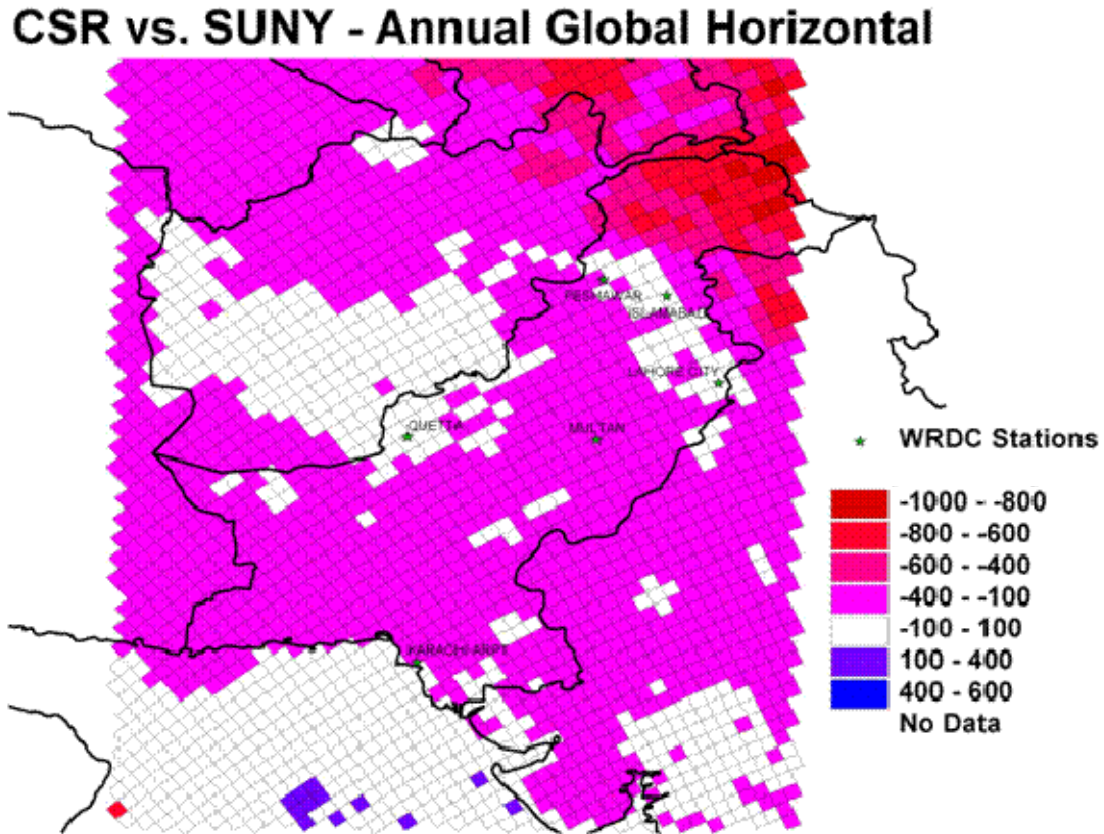 CSR vs. SUNY - Annual Global Horizontal
PESHAWAR
ISLAMABAD
LAHORE CITY
QUETTA
MULTAN
KARACHI ARPT
WRDC Stations
-1000 - -800
-800 - -600
-600 - -400
-400 - -100
-100 - 100
100 - 400
400 - 600
No Data